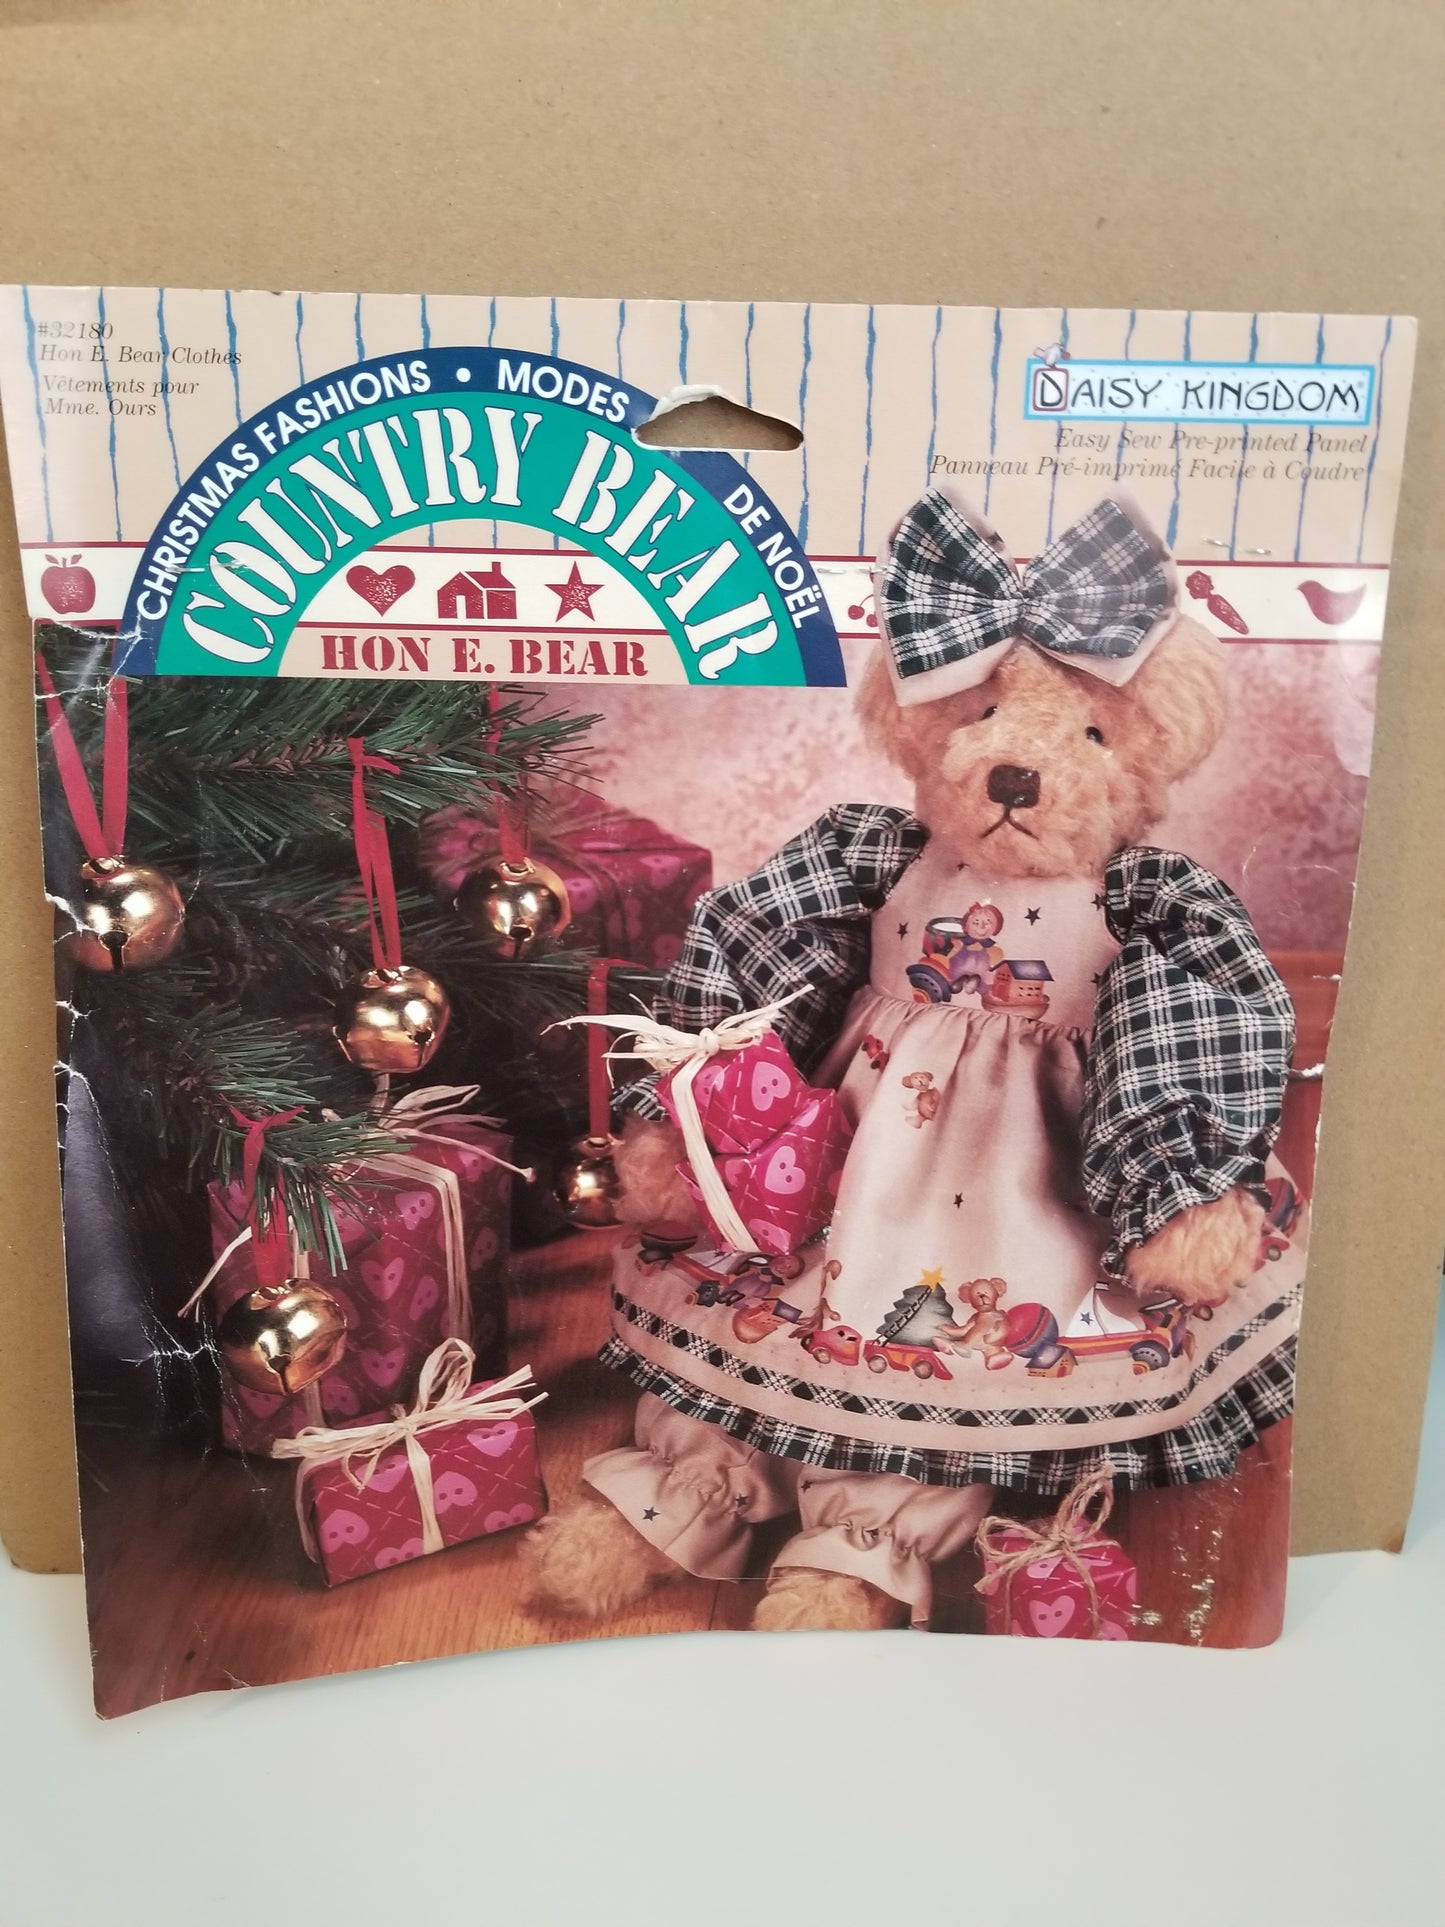 #32180
Hon E. Bear Clothes
Vêtements pour
Mme. Ours
CHRISTMAS FASHIONS • MODES DE NOËL
COUNTRY BEAR
HON E. BEAR
DAISY KINGDOM®
Easy Sew Pre-printed Panel
Panneau Pré-imprimé Facile à Coudre